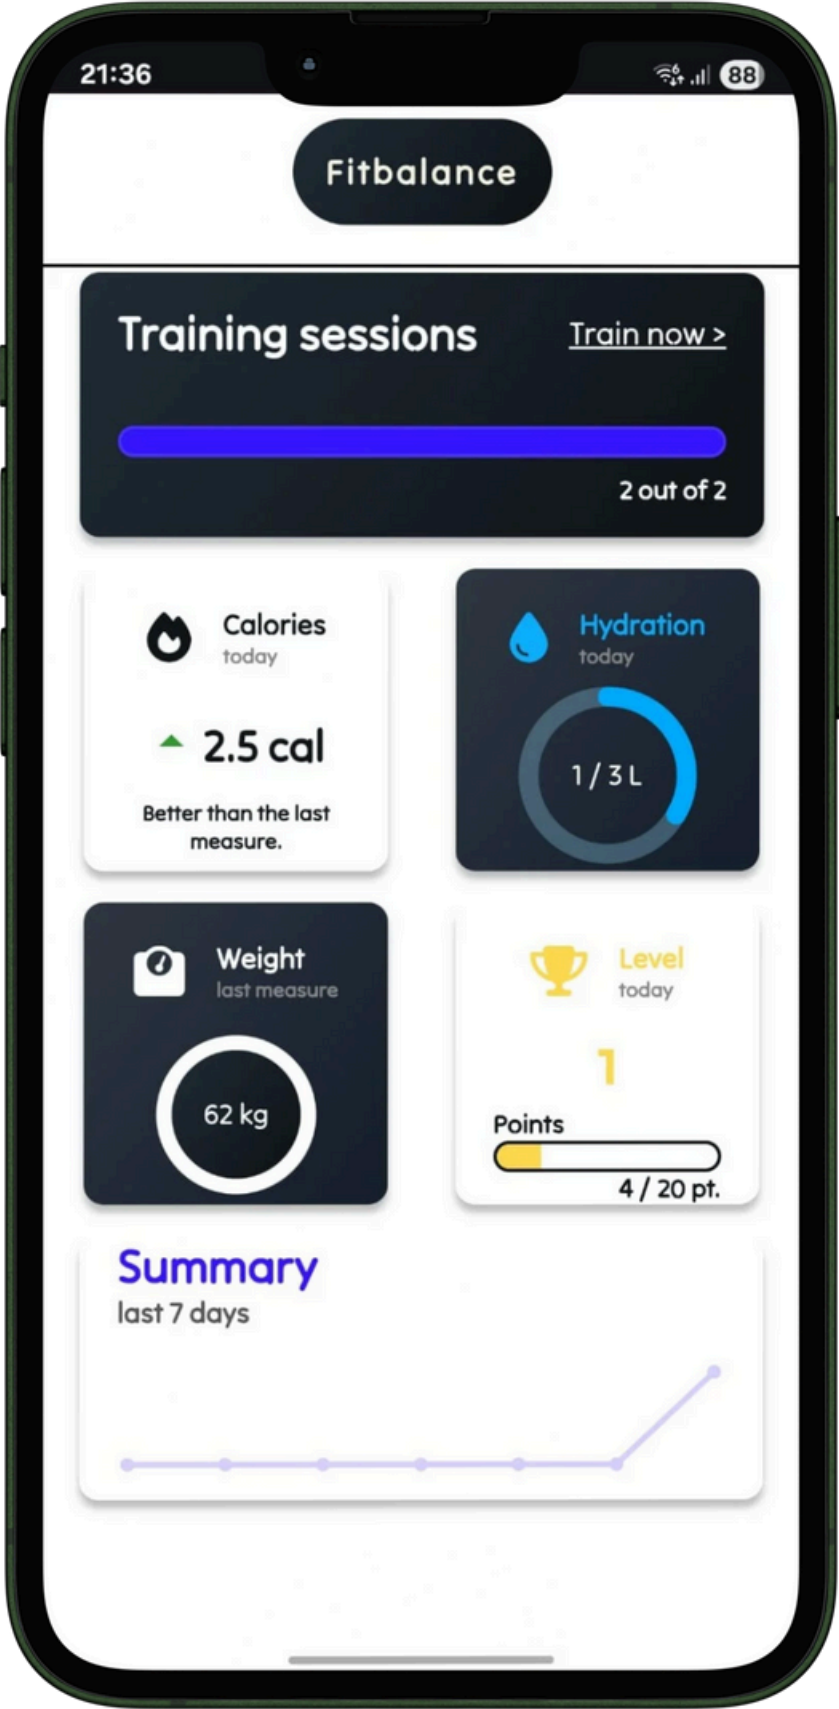 21:36
88
Fitbalance
Training sessions
Train now >
2 out of 2
Calories
today
2.5 cal
Better than the last
measure.
Hydration
today
1 / 3 L
Weight
last measure
62 kg
Level
today
1
Points
4 / 20 pt.
Summary
last 7 days